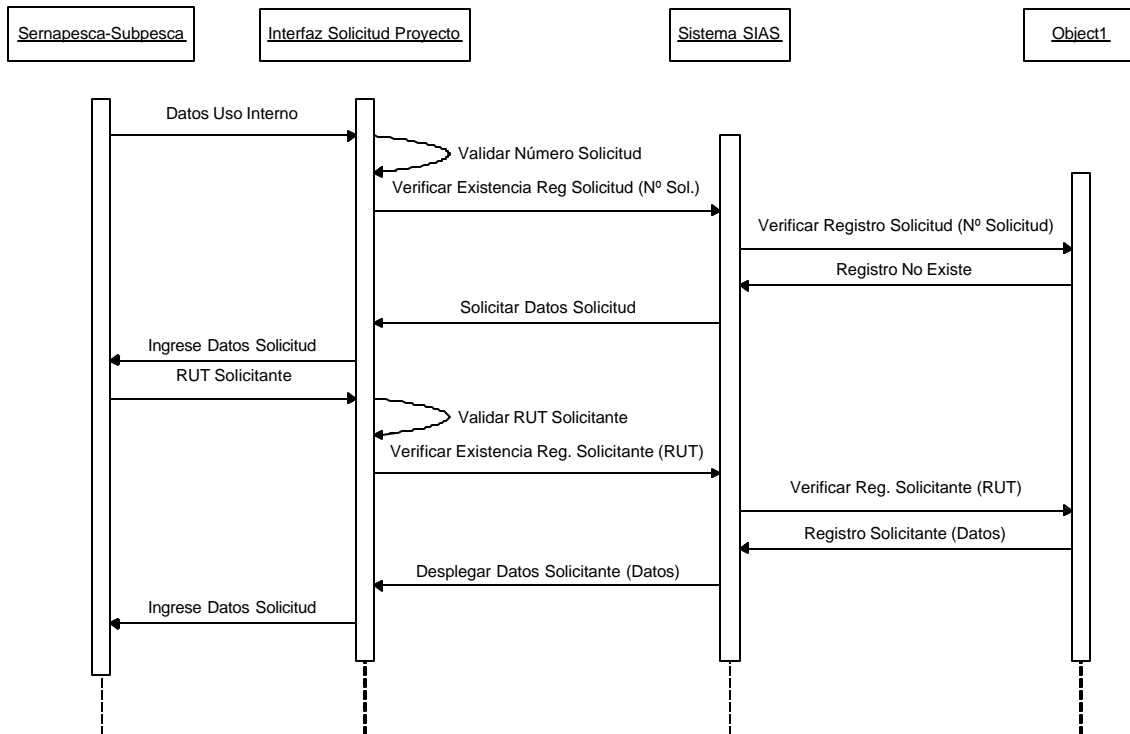 Sernapesca-Subpesca
Interfaz Solicitud Proyecto
Sistema SIAS
Object1
Datos Uso Interno
Validar Número Solicitud
Verificar Existencia Reg Solicitud (Nº Sol.)
Verificar Registro Solicitud (Nº Solicitud)
Registro No Existe
Solicitar Datos Solicitud
Ingrese Datos Solicitud
RUT Solicitante
Validar RUT Solicitante
Verificar Existencia Reg. Solicitante (RUT)
Verificar Reg. Solicitante (RUT)
Registro Solicitante (Datos)
Desplegar Datos Solicitante (Datos)
Ingrese Datos Solicitud